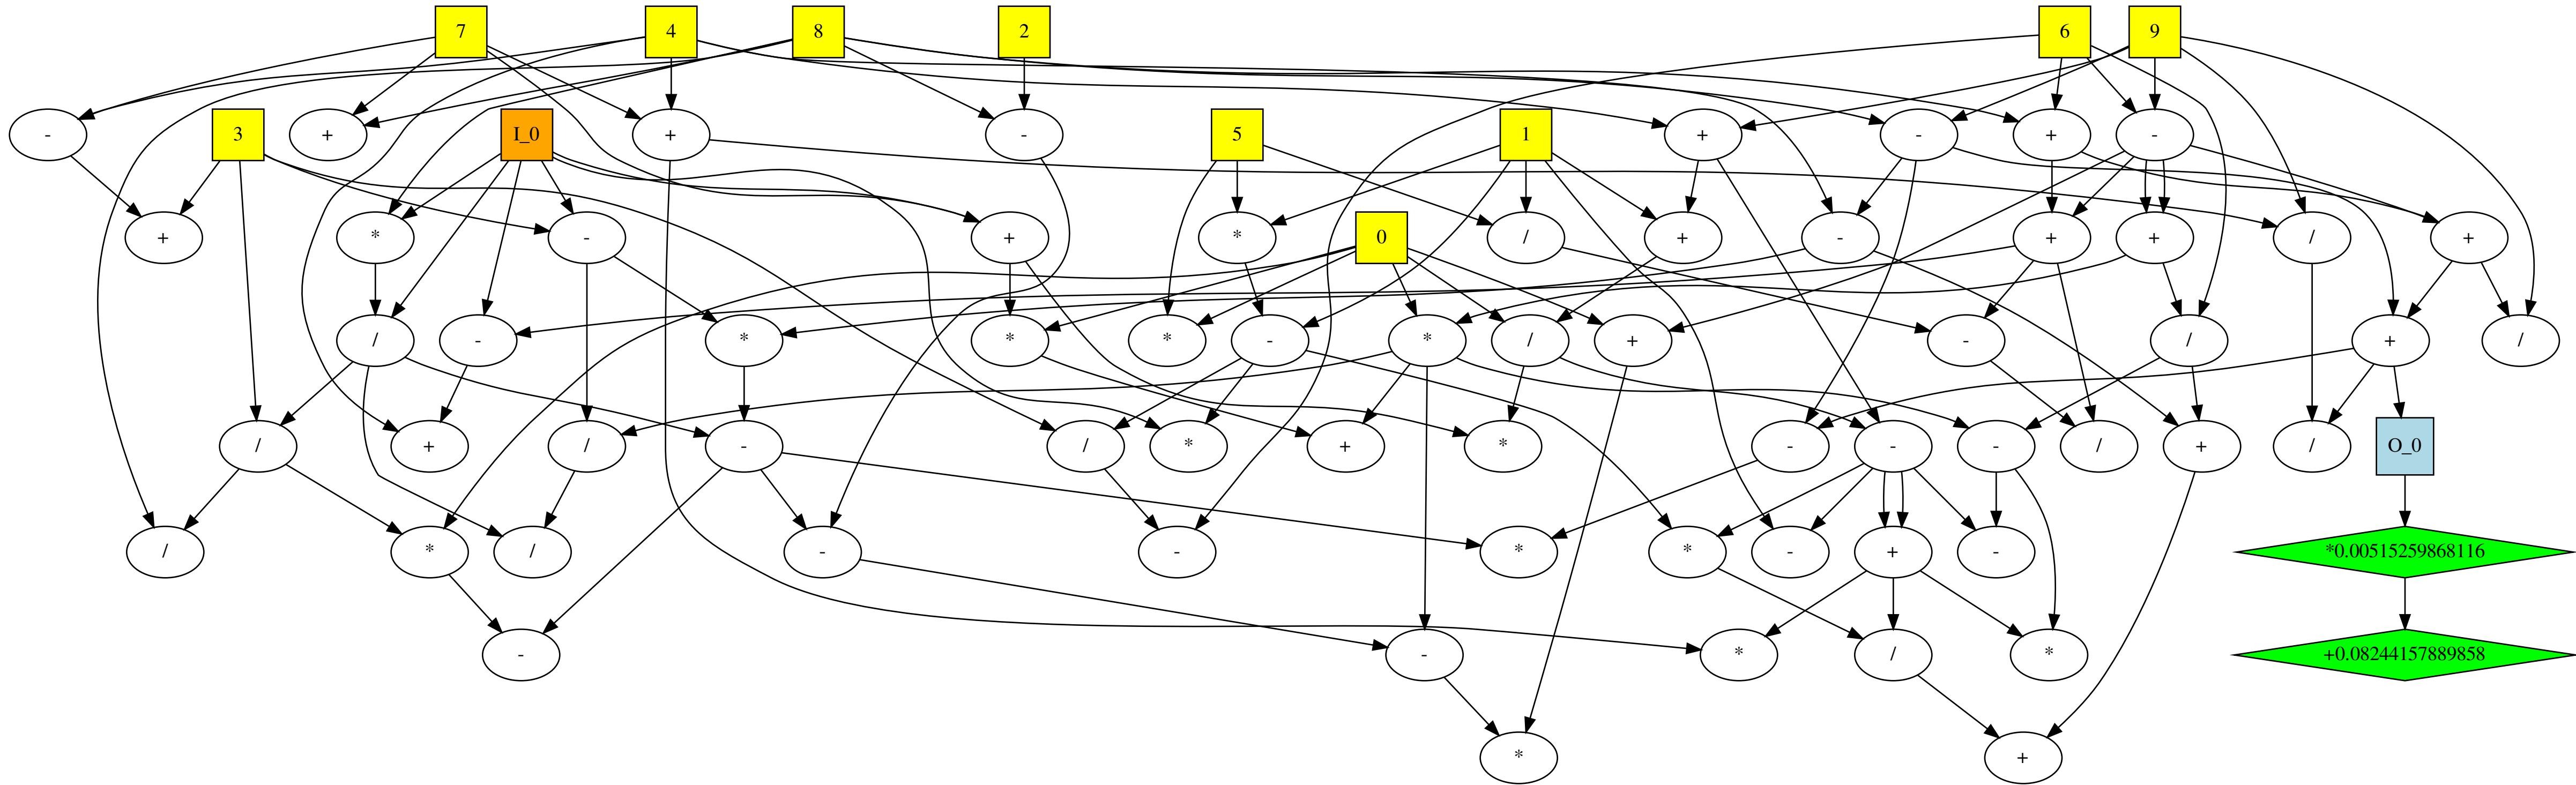 7 4 8 2 6 9
- 3 + I_0 + - 5 1 + - + -
+ * - + * 0 / + - + + / +
/ - * * * - * / + - / + /
/ + / - / * + * - - - / + / O_0
/ * / - - * * - + - *0.00515259868116
- - * / * +0.08244157889858
* +